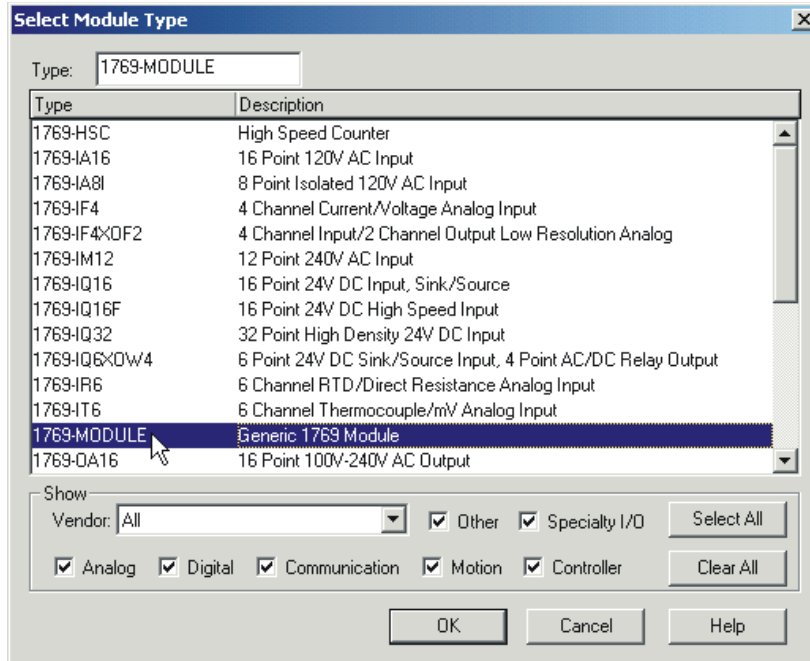 Select Module Type
Type: 1769-MODULE
Type Description
1769-HSC High Speed Counter
1769-IA16 16 Point 120V AC Input
1769-IA8I 8 Point Isolated 120V AC Input
1769-IF4 4 Channel Current/Voltage Analog Input
1769-IF4XOF2 4 Channel Input/2 Channel Output Low Resolution Analog
1769-IM12 12 Point 240V AC Input
1769-IQ16 16 Point 24V DC Input, Sink/Source
1769-IQ16F 16 Point 24V DC High Speed Input
1769-IQ32 32 Point High Density 24V DC Input
1769-IQ6XOW4 6 Point 24V DC Sink/Source Input, 4 Point AC/DC Relay Output
1769-IR6 6 Channel RTD/Direct Resistance Analog Input
1769-IT6 6 Channel Thermocouple/mV Analog Input
1769-MODULE Generic 1769 Module
1769-OA16 16 Point 100V-240V AC Output
Show
Vendor: All Other Specialty I/O Select All
Analog Digital Communication Motion Controller Clear All
OK Cancel Help